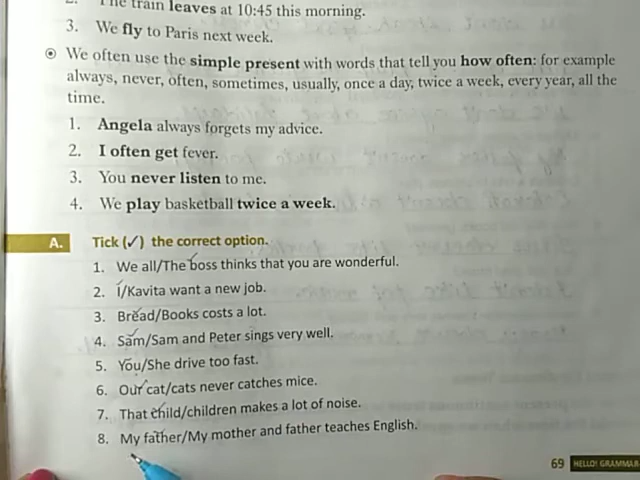 2. The train leaves at 10:45 this morning.
3. We fly to Paris next week.
We often use the simple present with words that tell you how often: for example
always, never, often, sometimes, usually, once a day, twice a week, every year, all the
time.
1. Angela always forgets my advice.
2. I often get fever.
3. You never listen to me.
4. We play basketball twice a week.
A. Tick (✓) the correct option.
1. We all/The boss thinks that you are wonderful.
2. I/Kavita want a new job.
3. Bread/Books costs a lot.
4. Sam/Sam and Peter sings very well.
5. You/She drive too fast.
6. Our cat/cats never catches mice.
7. That child/children makes a lot of noise.
8. My father/My mother and father teaches English.
69 HELLO! GRAMMAR